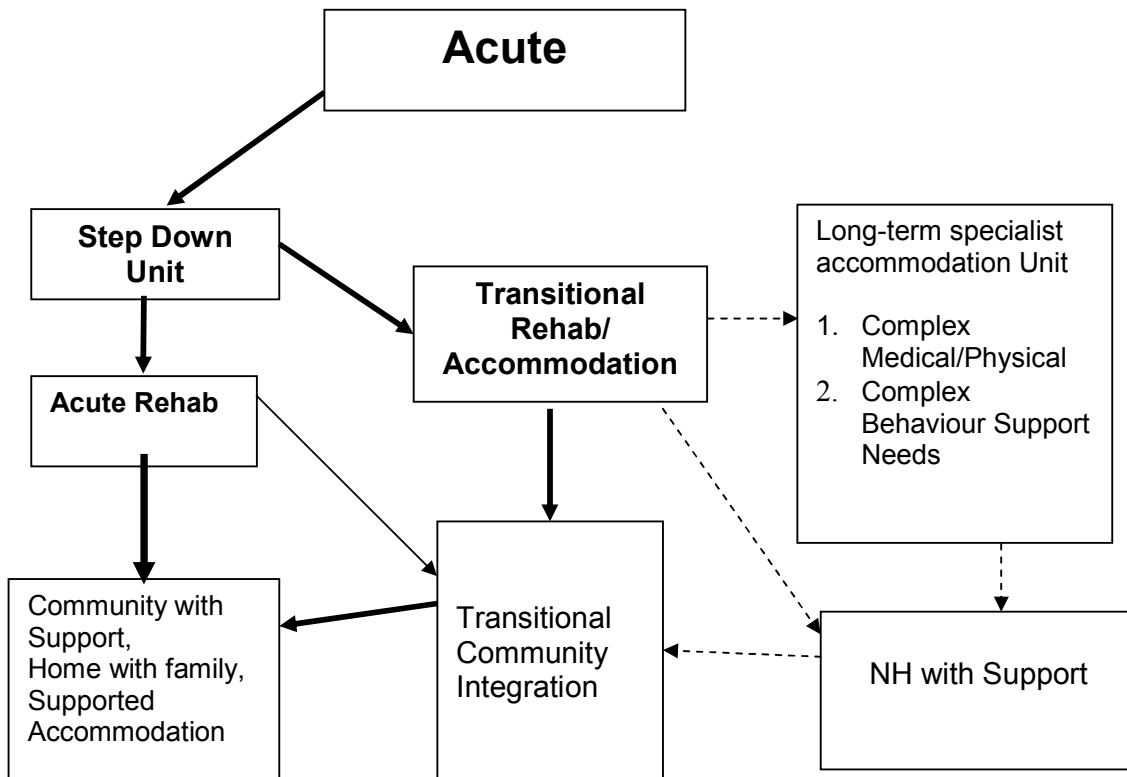 Acute
Step Down
Unit
Long-term specialist
accommodation Unit
1. Complex
Medical/Physical
2. Complex
Behaviour Support
Needs
Transitional
Rehab/
Accommodation
Acute Rehab
Community with
Support,
Home with family,
Supported
Accommodation
Transitional
Community
Integration
NH with Support